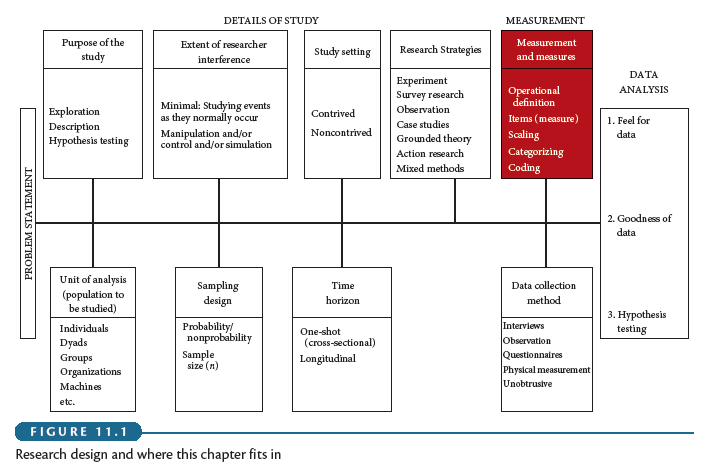 DETAILS OF STUDY
MEASUREMENT
Purpose of the
study
Exploration
Description
Hypothesis testing
Extent of researcher
interference
Minimal: Studying events
as they normally occur
Manipulation and/or
control and/or simulation
Study setting
Contrived
Noncontrived
Research Strategies
Experiment
Survey research
Observation
Case studies
Grounded theory
Action research
Mixed methods
Measurement
and measures
Operational
definition
Items (measure)
Scaling
Categorizing
Coding
DATA
ANALYSIS
1. Feel for
data
2. Goodness of
data
3. Hypothesis
testing
PROBLEM STATEMENT
Unit of analysis
(population to
be studied)
Individuals
Dyads
Groups
Organizations
Machines
etc.
Sampling
design
Probability/
nonprobability
Sample
size (n)
Time
horizon
One-shot
(cross-sectional)
Longitudinal
Data collection
method
Interviews
Observation
Questionnaires
Physical measurement
Unobtrusive
FIGURE 11.1
Research design and where this chapter fits in